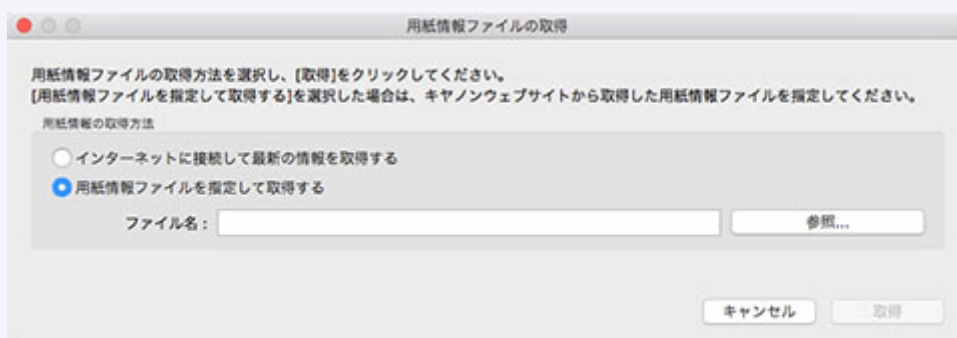 用紙情報ファイルの取得
用紙情報ファイルの取得方法を選択し、[取得]をクリックしてください。
[用紙情報ファイルを指定して取得する]を選択した場合は、キヤノンウェブサイトから取得した用紙情報ファイルを指定してください。
用紙情報の取得方法
インターネットに接続して最新の情報を取得する
用紙情報ファイルを指定して取得する
ファイル名：
参照...
キャンセル
取得